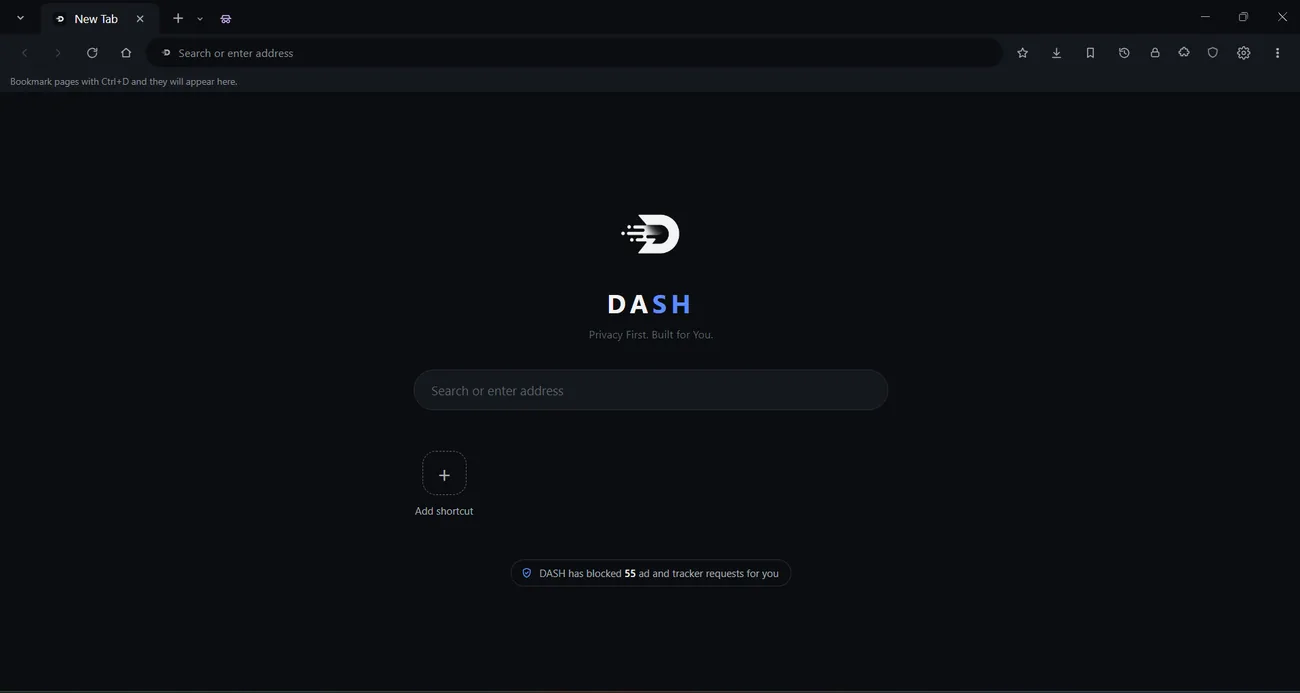 New Tab
Search or enter address
Bookmark pages with Ctrl+D and they will appear here.
DASH
Privacy First. Built for You.
Search or enter address
Add shortcut
DASH has blocked 55 ad and tracker requests for you